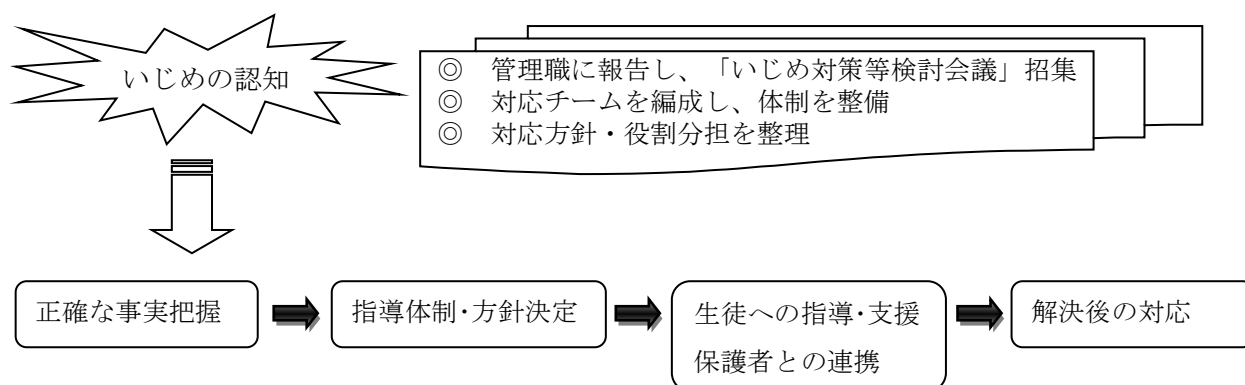 いじめの認知
◎ 管理職に報告し、「いじめ対策等検討会議」招集
◎ 対応チームを編成し、体制を整備
◎ 対応方針・役割分担を整理
正確な事実把握
指導体制･方針決定
生徒への指導･支援
保護者との連携
解決後の対応